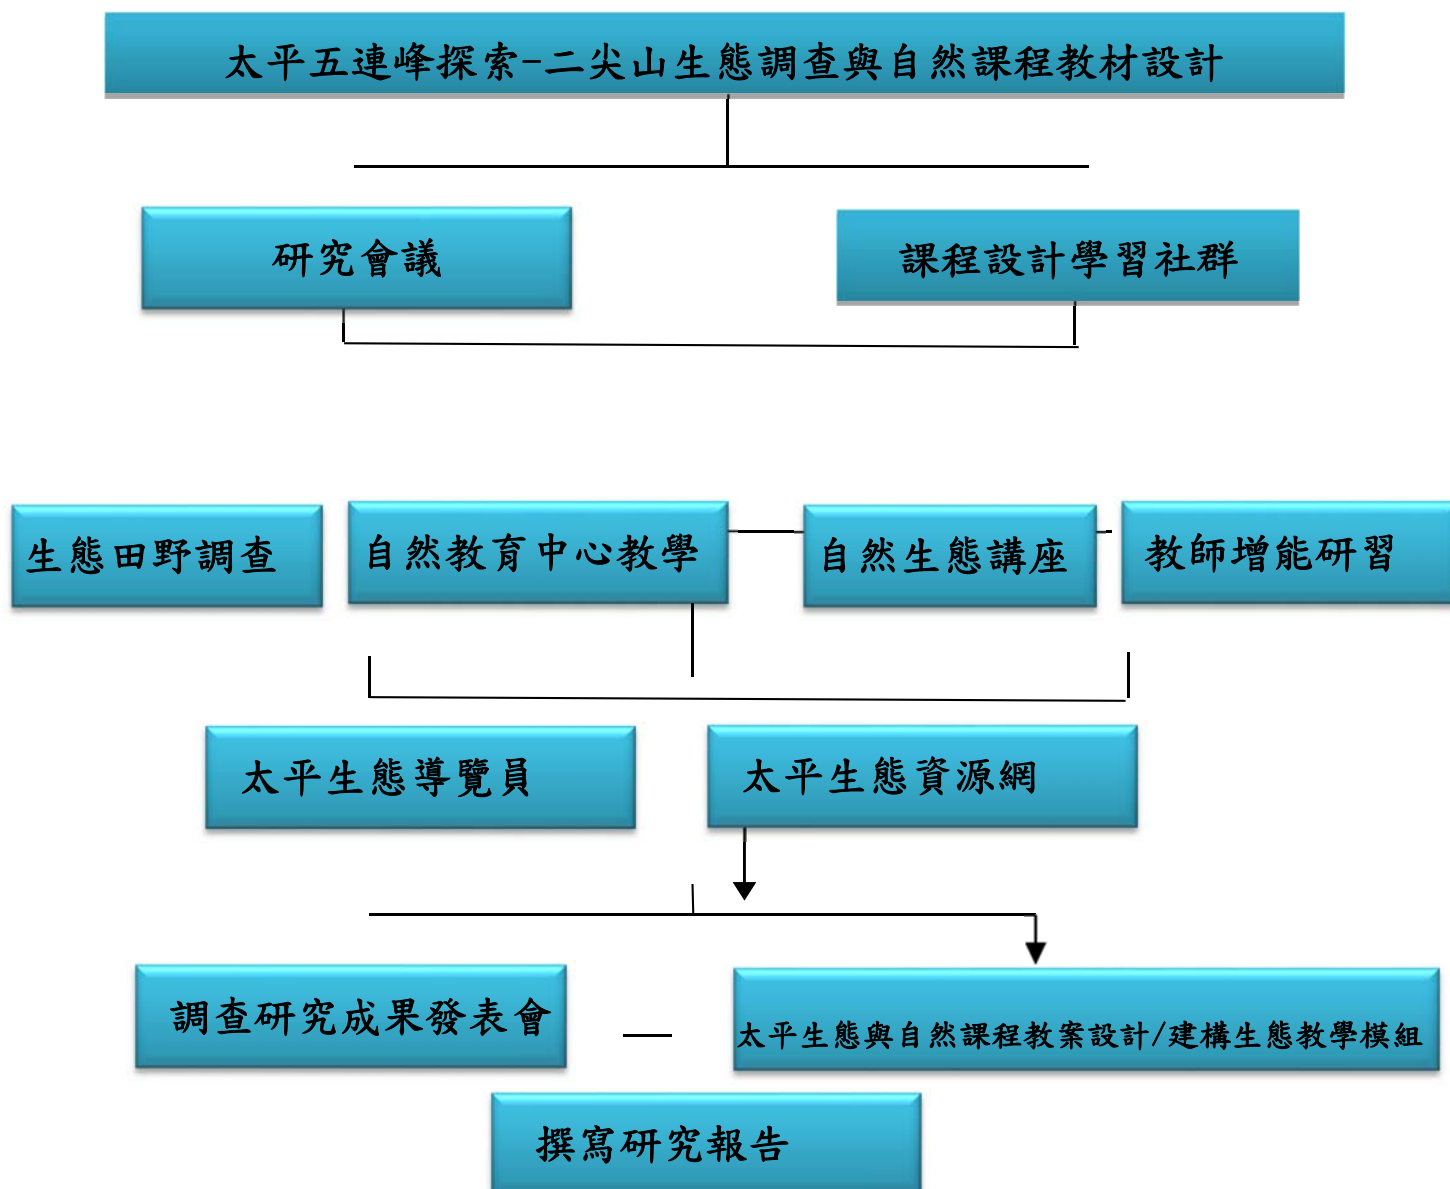 太平五連峰探索-二尖山生態調查與自然課程教材設計
研究會議
課程設計學習社群
生態田野調查
自然教育中心教學
自然生態講座
教師增能研習
太平生態導覽員
太平生態資源網
調查研究成果發表會
太平生態與自然課程教案設計/建構生態教學模組
撰寫研究報告